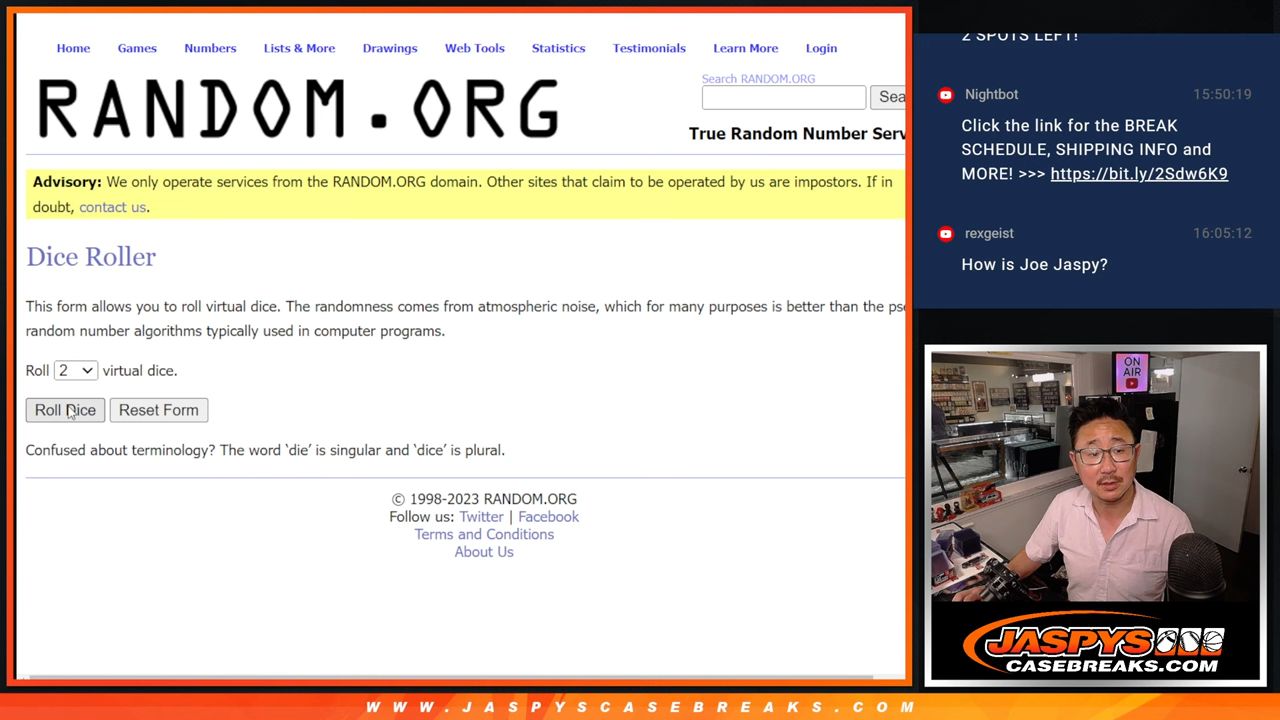 Home Games Numbers Lists & More Drawings Web Tools Statistics Testimonials Learn More Login
RANDOM.ORG
Search RANDOM.ORG
Sea
True Random Number Serv
Advisory: We only operate services from the RANDOM.ORG domain. Other sites that claim to be operated by us are impostors. If in
doubt, contact us.
Dice Roller
This form allows you to roll virtual dice. The randomness comes from atmospheric noise, which for many purposes is better than the pse
random number algorithms typically used in computer programs.
Roll 2 virtual dice.
Roll Dice Reset Form
Confused about terminology? The word ‘die’ is singular and ‘dice’ is plural.
© 1998-2023 RANDOM.ORG
Follow us: Twitter | Facebook
Terms and Conditions
About Us
2 SPOTS LEFT!
Nightbot 15:50:19
Click the link for the BREAK
SCHEDULE, SHIPPING INFO and
MORE! >>> https://bit.ly/2Sdw6K9
rexgeist 16:05:12
How is Joe Jaspy?
ON
AIR
JASPYS
CASEBREAKS.COM
WWW.JASPYSCASEBREAKS.COM